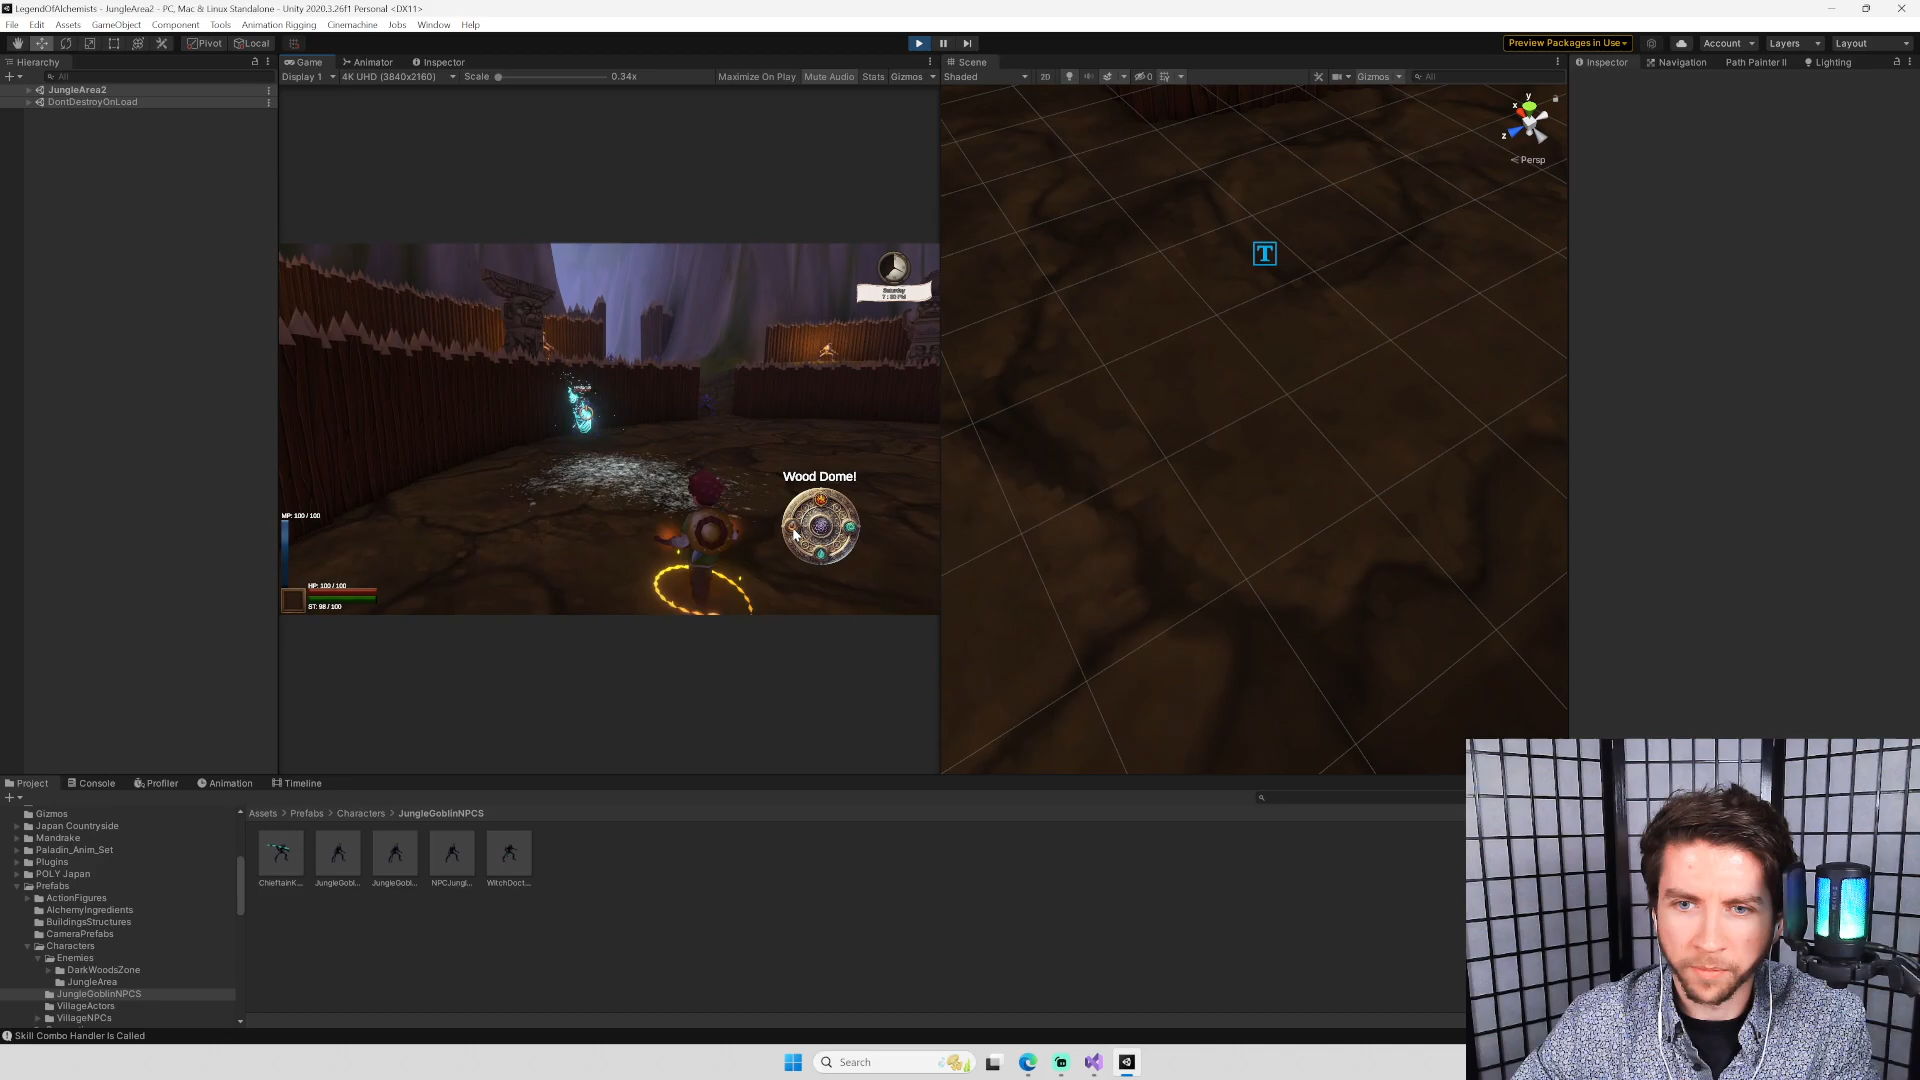 LegendOfAlchemists - JungleArea2 - PC, Mac & Linux Standalone - Unity 2020.3.26f1 Personal <DX11>
File Edit Assets GameObject Component Tools Animation Rigging Cinemachine Jobs Window Help
Pivot Local
Preview Packages in Use Account Layers Layout
Hierarchy
All
JungleArea2
DontDestroyOnLoad
Game Animator Inspector
Display 1 4K UHD (3840x2160) Scale 0.34x Maximize On Play Mute Audio Stats Gizmos
Scene
Shaded 2D 0 Gizmos All
y
x
z
Persp
T
Inspector Navigation Path Painter II Lighting
Saturday
Wood Dome!
MP: 100 / 100
HP: 100 / 100
ST: 98 / 100
Project Console Profiler Animation Timeline
Gizmos
Japan Countryside
Mandrake
Paladin_Anim_Set
Plugins
POLY Japan
Prefabs
ActionFigures
AlchemyIngredients
BuildingsStructures
CameraPrefabs
Characters
Enemies
DarkWoodsZone
JungleArea
JungleGoblinNPCS
VillageActors
VillageNPCs
Assets > Prefabs > Characters > JungleGoblinNPCS
ChieftainK... JungleGobl... JungleGobl... NPCJungl... WitchDoct...
Skill Combo Handler Is Called
Search